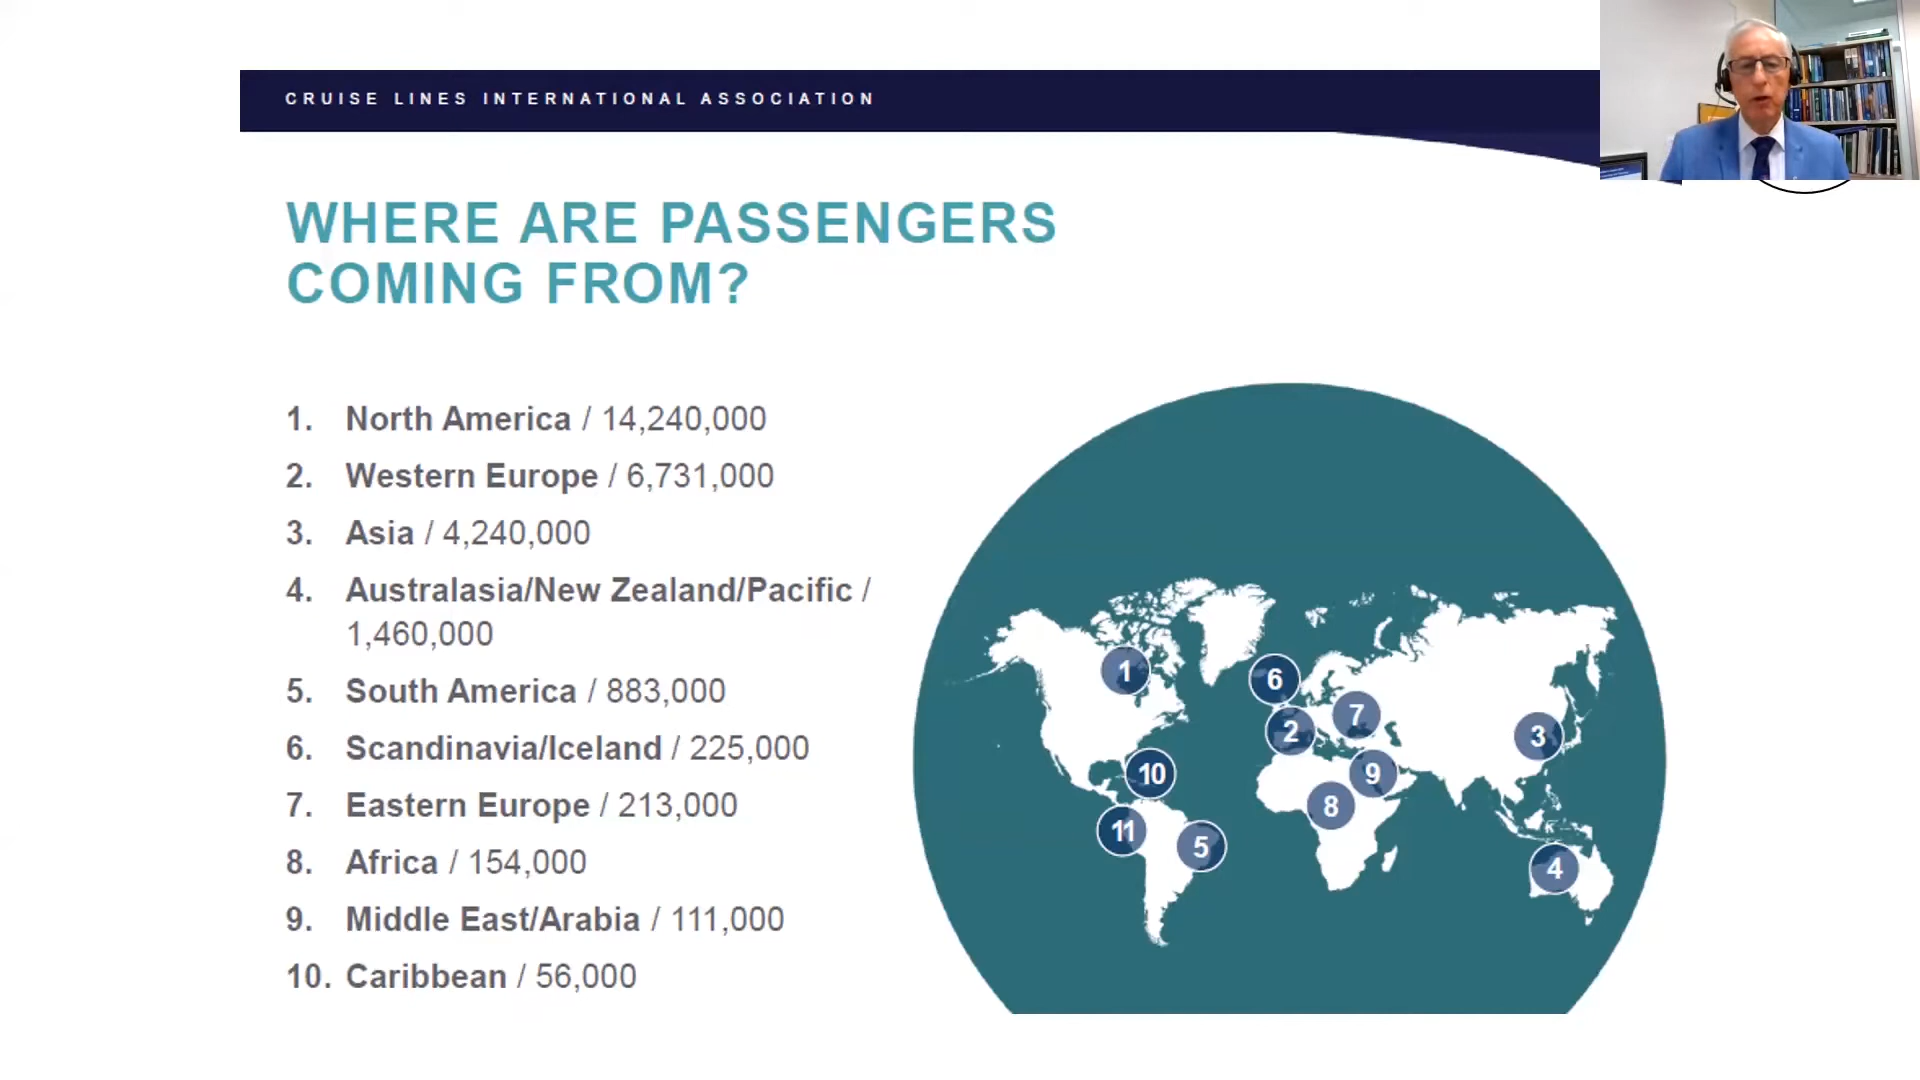 CRUISE LINES INTERNATIONAL ASSOCIATION
WHERE ARE PASSENGERS
COMING FROM?
1. North America / 14,240,000
2. Western Europe / 6,731,000
3. Asia / 4,240,000
4. Australasia/New Zealand/Pacific /
1,460,000
5. South America / 883,000
6. Scandinavia/Iceland / 225,000
7. Eastern Europe / 213,000
8. Africa / 154,000
9. Middle East/Arabia / 111,000
10. Caribbean / 56,000
1
6
7
2
3
10
9
8
11
5
4